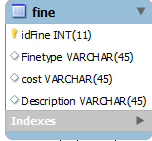 fine
idFine INT(11)
Finetype VARCHAR(45)
cost VARCHAR(45)
Description VARCHAR(45)
Indexes